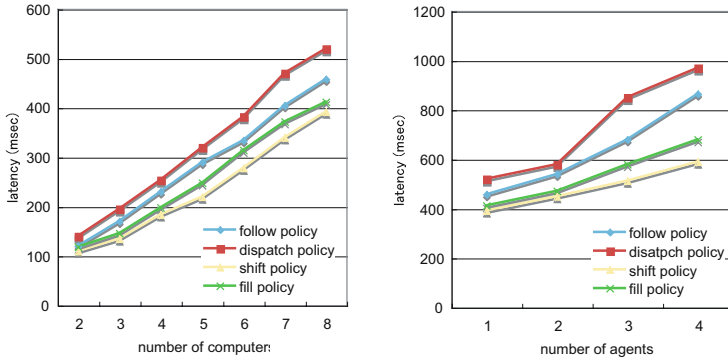 600
500
400
300
200
100
0
latency (msec)
2 3 4 5 6 7 8
number of computers
follow policy
dispatch policy
shift policy
fill policy
1200
1000
800
600
400
200
0
latency (msec)
1 2 3 4
number of agents
follow policy
disatpch policy
shift policy
fill policy